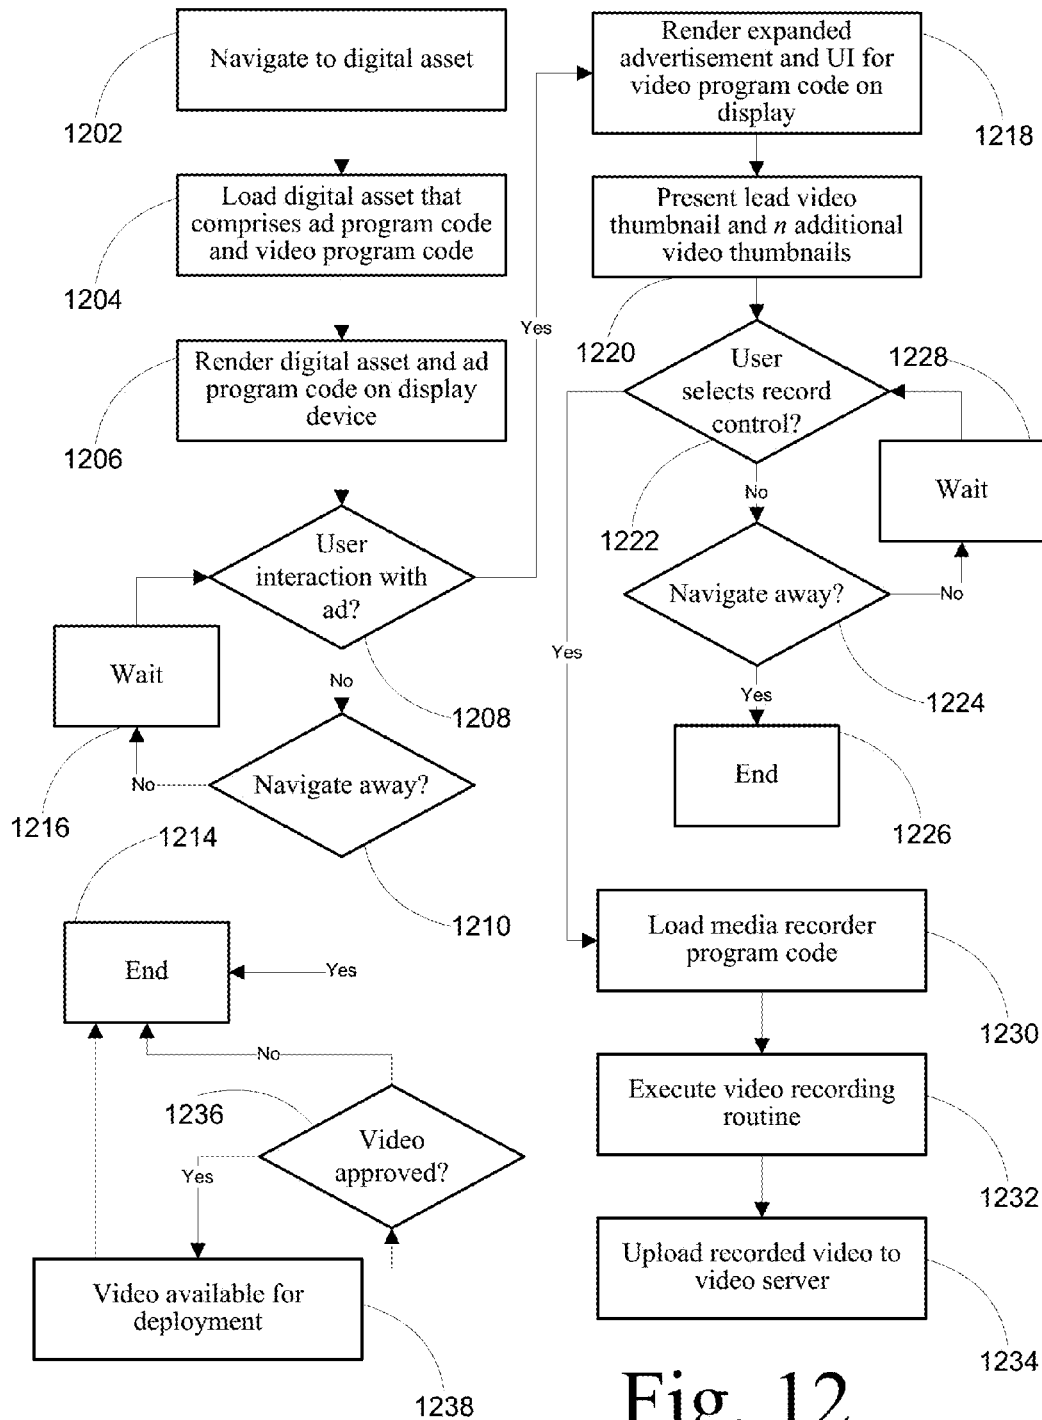 Navigate to digital asset
1202
Load digital asset that
comprises ad program code
and video program code
1204
Render digital asset and ad
program code on display
device
1206
User
interaction with
ad?
1208
Yes
No
Wait
1216
No
Navigate away?
1210
1214
End
Yes
No
1236
Video
approved?
Yes
Video available for
deployment
1238
Render expanded
advertisement and UI for
video program code on
display
1218
Present lead video
thumbnail and n additional
video thumbnails
1220
User
selects record
control?
1222
1228
Wait
No
Navigate away?
No
1224
Yes
End
1226
Yes
Load media recorder
program code
1230
Execute video recording
routine
1232
Upload recorded video to
video server
1234
Fig. 12